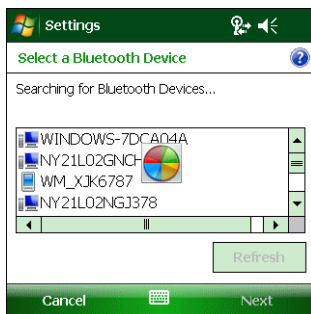 Settings
Select a Bluetooth Device
Searching for Bluetooth Devices...
WINDOWS-7DCA04A
NY21L02GNCH
WM_XJK6787
NY21L02NGJ378
Refresh
Cancel
Next